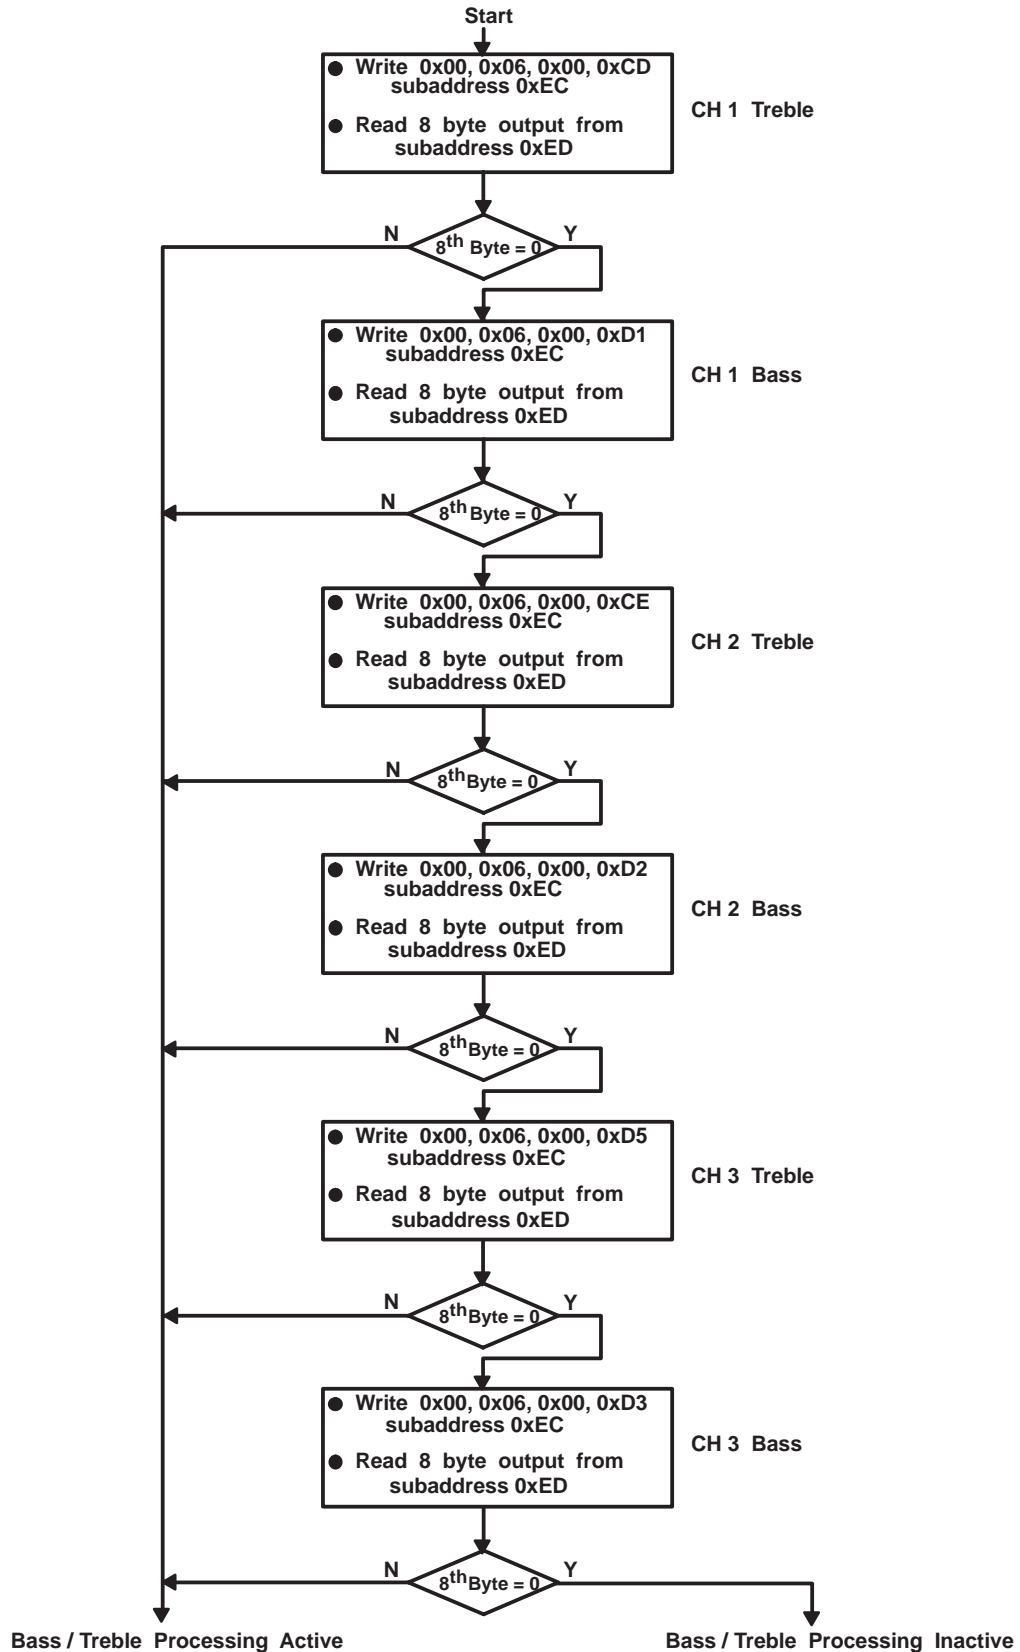 Start
● Write 0x00, 0x06, 0x00, 0xCD
subaddress 0xEC
● Read 8 byte output from
subaddress 0xED
CH 1 Treble
N
8th Byte = 0
Y
● Write 0x00, 0x06, 0x00, 0xD1
subaddress 0xEC
● Read 8 byte output from
subaddress 0xED
CH 1 Bass
N
8th Byte = 0
Y
● Write 0x00, 0x06, 0x00, 0xCE
subaddress 0xEC
● Read 8 byte output from
subaddress 0xED
CH 2 Treble
N
8th Byte = 0
Y
● Write 0x00, 0x06, 0x00, 0xD2
subaddress 0xEC
● Read 8 byte output from
subaddress 0xED
CH 2 Bass
N
8th Byte = 0
Y
● Write 0x00, 0x06, 0x00, 0xD5
subaddress 0xEC
● Read 8 byte output from
subaddress 0xED
CH 3 Treble
N
8th Byte = 0
Y
● Write 0x00, 0x06, 0x00, 0xD3
subaddress 0xEC
● Read 8 byte output from
subaddress 0xED
CH 3 Bass
N
8th Byte = 0
Y
Bass / Treble Processing Active
Bass / Treble Processing Inactive